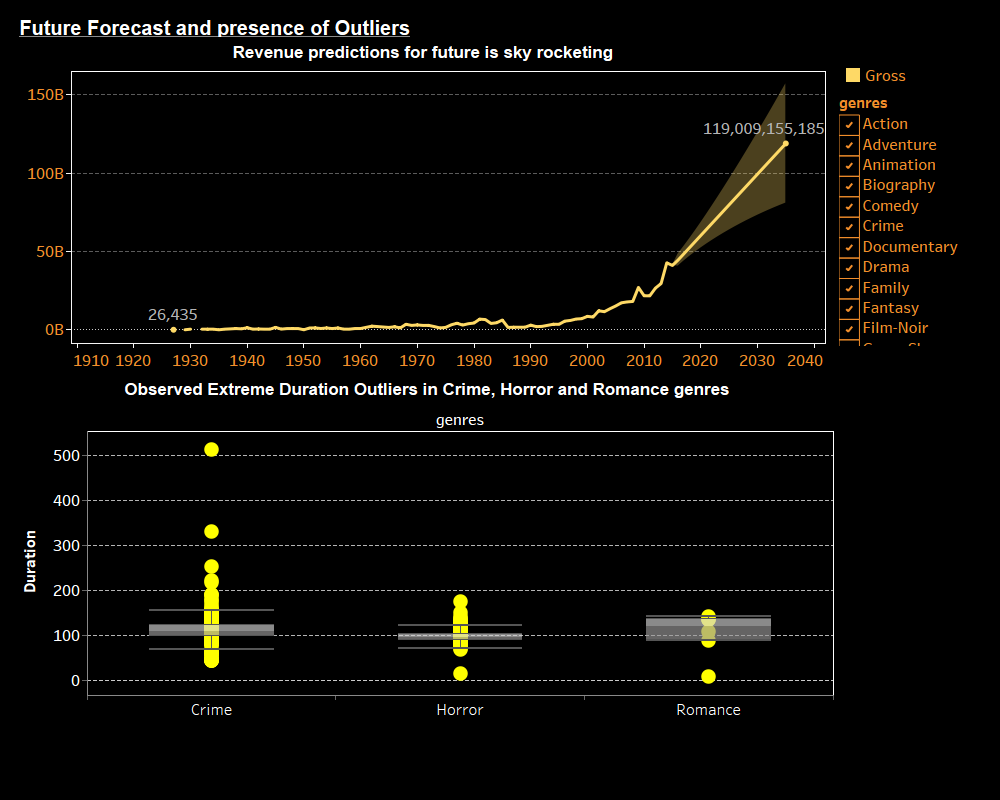 Future Forecast and presence of Outliers
Revenue predictions for future is sky rocketing
150B
100B
50B
0B
119,009,155,185
26,435
1910 1920 1930 1940 1950 1960 1970 1980 1990 2000 2010 2020 2030 2040
Gross
genres
Action
Adventure
Animation
Biography
Comedy
Crime
Documentary
Drama
Family
Fantasy
Film-Noir
Observed Extreme Duration Outliers in Crime, Horror and Romance genres
genres
Duration
500
400
300
200
100
0
Crime Horror Romance